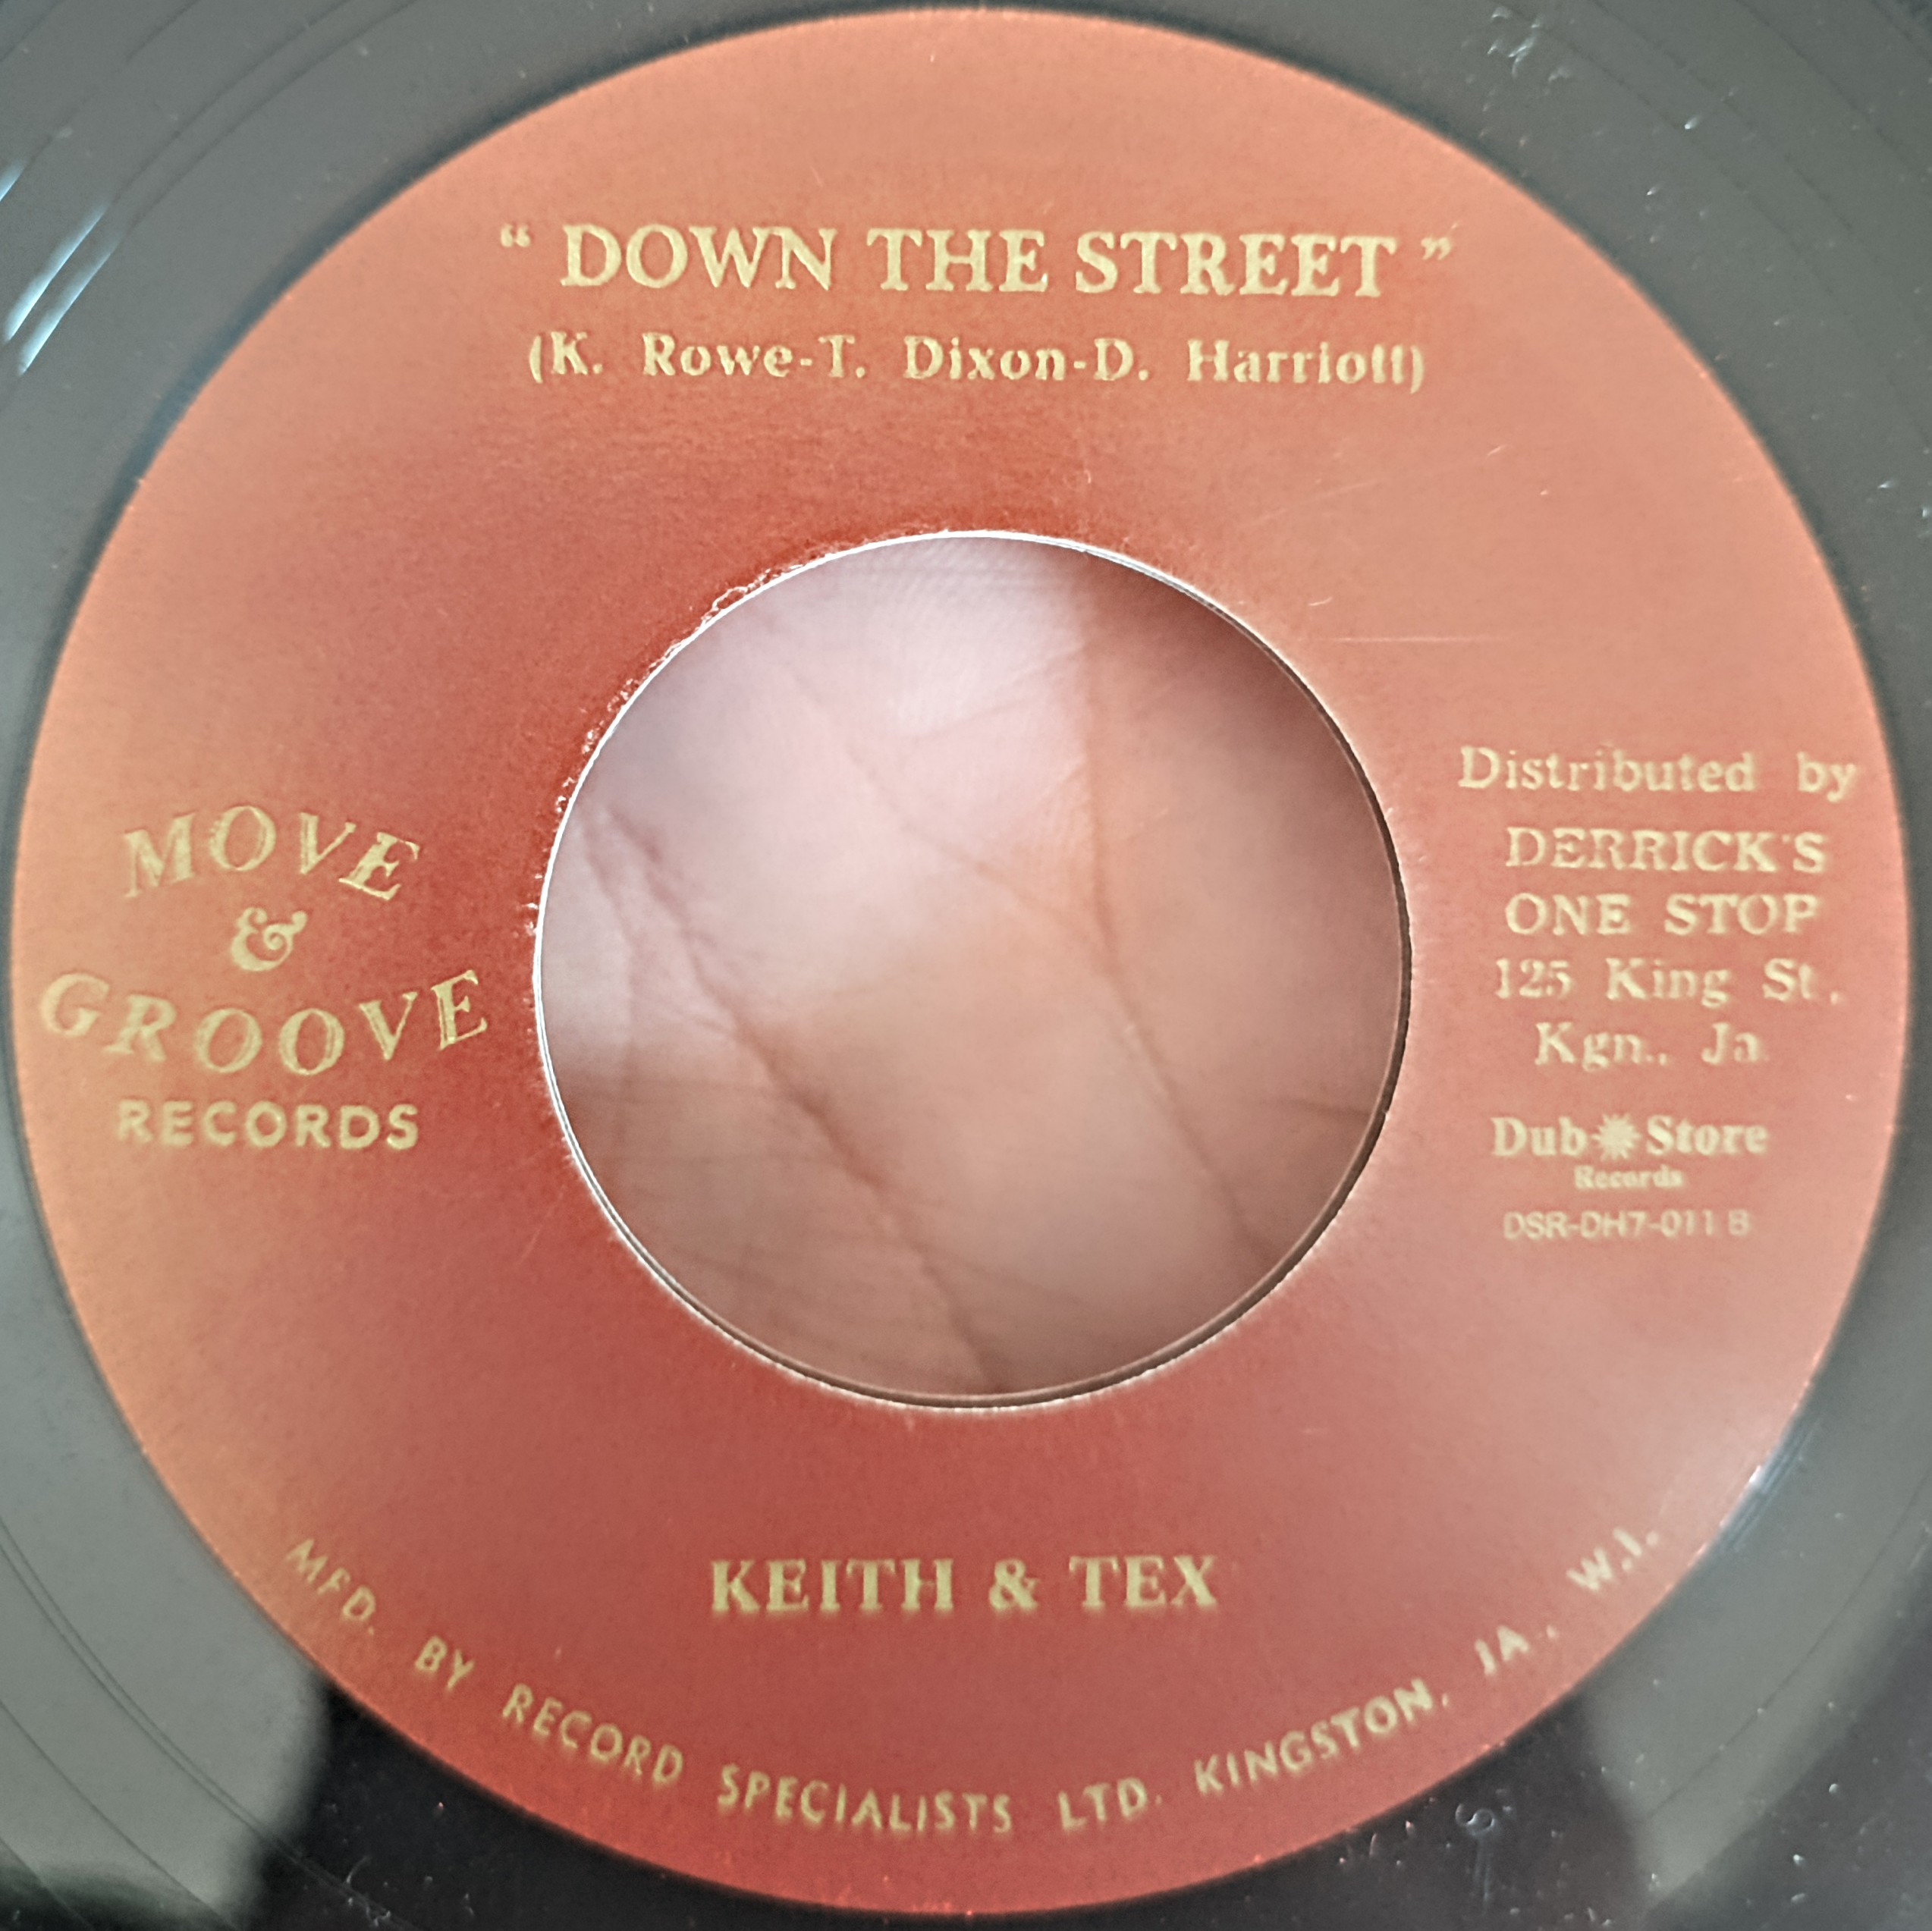 “ DOWN THE STREET ”
(K. Rowe-T. Dixon-D. Harriott)
MOVE
&
GROOVE
RECORDS
Distributed by
DERRICK'S
ONE STOP
125 King St.
Kgn., Ja.
Dub Store
Records
DSR-DH7-011 B
KEITH & TEX
MFD. BY RECORD SPECIALISTS LTD. KINGSTON, JA., W.I.